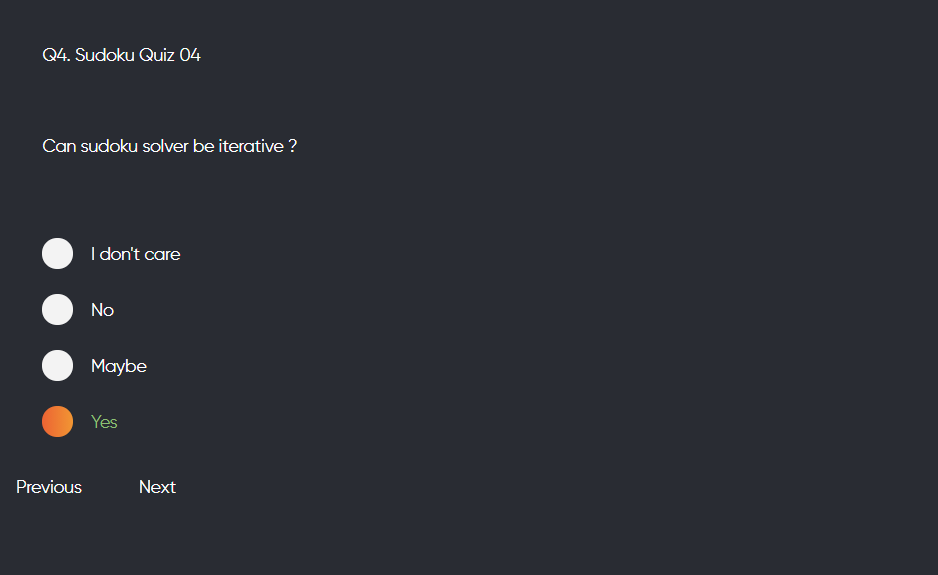 Q4. Sudoku Quiz 04
Can sudoku solver be iterative ?
I don't care
No
Maybe
Yes
Previous Next